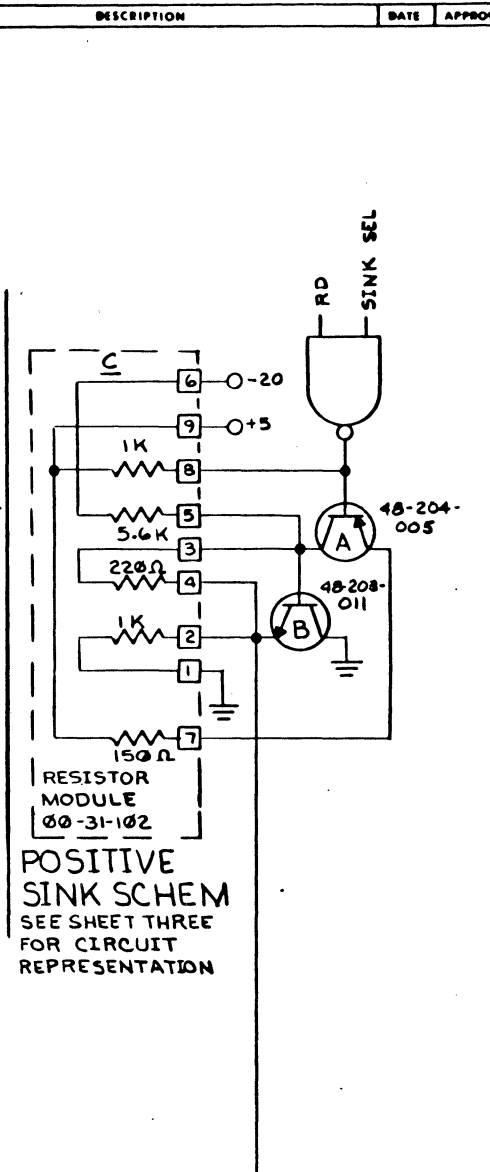 DESCRIPTION
DATE
APPRO
RD
SINK SEL
C
6
-20
9
+5
1K
8
5
5.6K
48-204-
005
A
3
220Ω
4
48-208-
011
B
1K
2
1
7
150Ω
RESISTOR
MODULE
00-31-102
POSITIVE
SINK SCHEM
SEE SHEET THREE
FOR CIRCUIT
REPRESENTATION